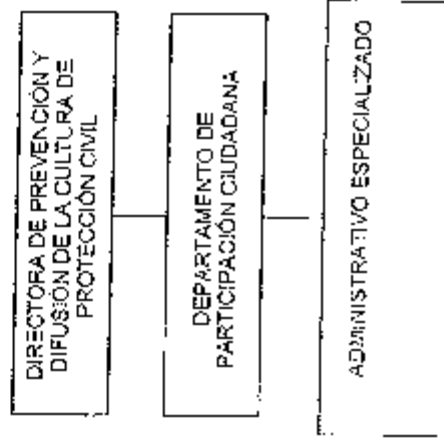 DIRECTORA DE PREVENCIÓN Y
DIFUSIÓN DE LA CULTURA DE
PROTECCIÓN CIVIL
DEPARTAMENTO DE
PARTICIPACIÓN CIUDADANA
ADMINISTRATIVO ESPECIALIZADO